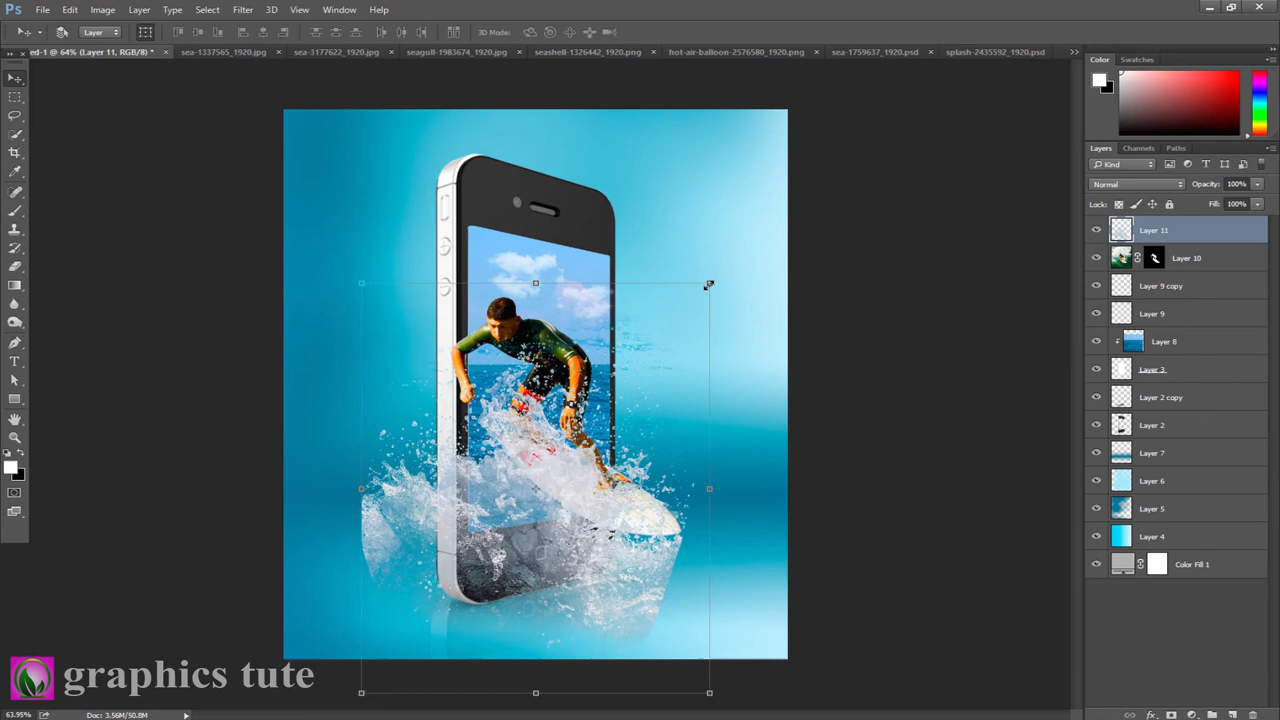 Ps File Edit Image Layer Type Select Filter 3D View Window Help
Layer 3D Mode:
ed-1 @ 64% (Layer 11, RGB/8) * × sea-1337565_1920.jpg × sea-3177622_1920.jpg × seagull-1983674_1920.jpg × seashell-1326442_1920.png × hot-air-balloon-2576580_1920.png × sea-1759637_1920.psd × splash-2435592_1920.psd
Color Swatches
Layers Channels Paths
Kind
Normal Opacity: 100%
Lock: Fill: 100%
Layer 11
Layer 10
Layer 9 copy
Layer 9
Layer 8
Layer 3
Layer 2 copy
Layer 2
Layer 7
Layer 6
Layer 5
Layer 4
Color Fill 1
graphics tute
63.95% Doc: 3.56M/50.8M